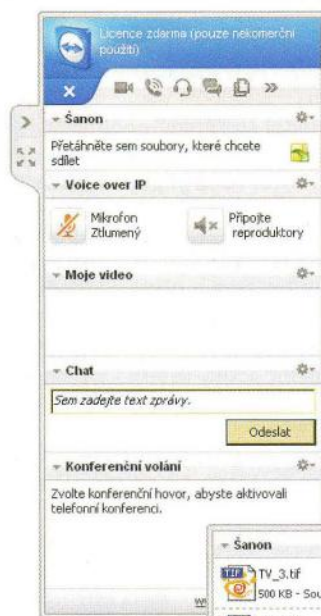 Licence zdarma (pouze nekomerční
použití)
Šanon
Přetáhněte sem soubory, které chcete
sdílet
Voice over IP
Mikrofon
Ztlumený
Připojte
reproduktory
Moje video
Chat
Sem zadejte text zprávy.
Odeslat
Konferenční volání
Zvolte konferenční hovor, abyste aktivovali
telefonní konferenci.
Šanon
TIF
TV_3.tif
500 KB - Sou